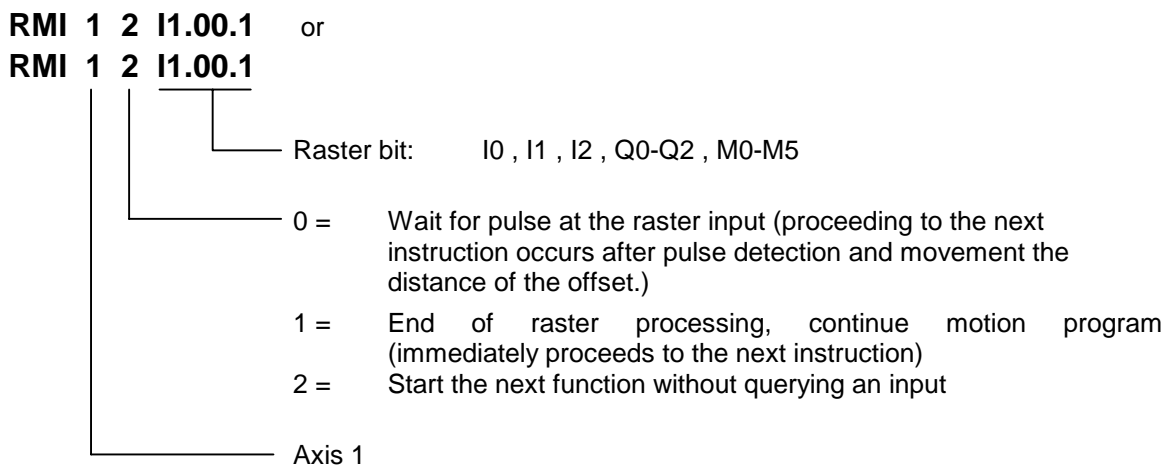 RMI 1 2 I1.00.1 or
RMI 1 2 I1.00.1
Raster bit: I0 , I1 , I2 , Q0-Q2 , M0-M5
0 = Wait for pulse at the raster input (proceeding to the next
instruction occurs after pulse detection and movement the
distance of the offset.)
1 = End of raster processing, continue motion program
(immediately proceeds to the next instruction)
2 = Start the next function without querying an input
Axis 1